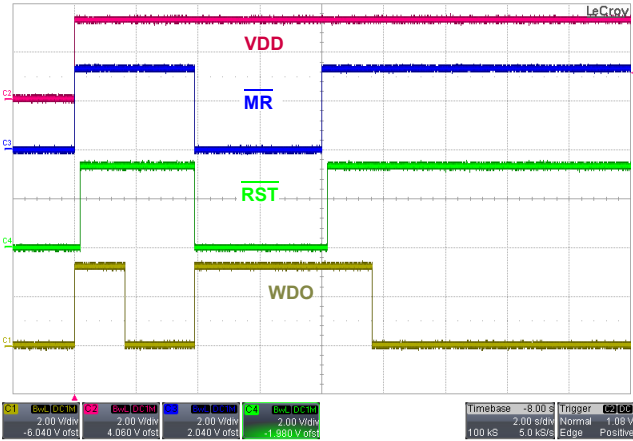 LeCroy
VDD
C2
MR
C3
RST
C4
WDO
C1
C1 BwL DC1M
2.00 V/div
-6.040 V ofst
C2 BwL DC1M
2.00 V/div
4.060 V ofst
C3 BwL DC1M
2.00 V/div
2.040 V ofst
C4 BwL DC1M
2.00 V/div
-1.980 V ofst
Timebase -8.00 s
2.00 s/div
100 kS 5.0 kS/s
Trigger C2 DC
Normal 1.08 V
Edge Positive